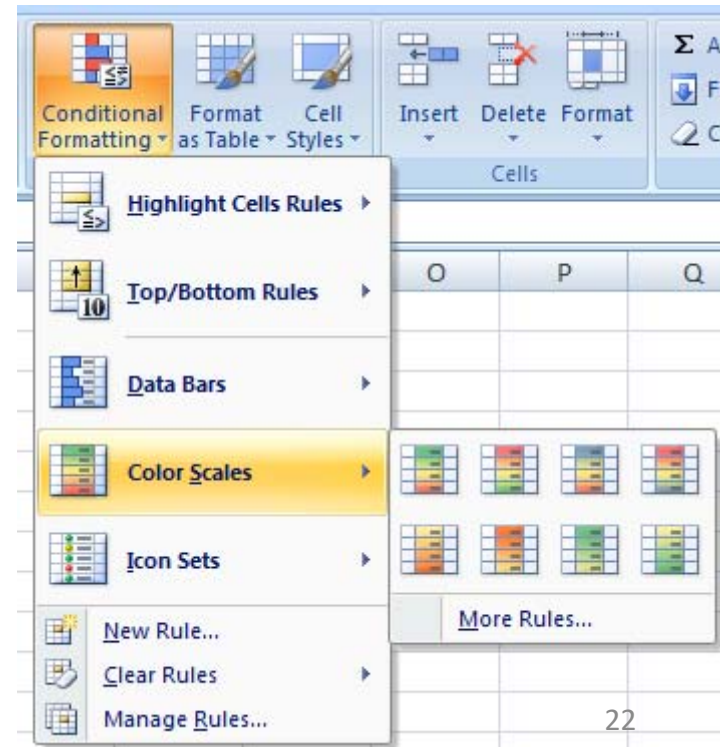 Conditional Formatting
Format as Table
Cell Styles
Insert
Delete
Format
Σ A
F
C
Cells
Highlight Cells Rules
O P Q
10
Top/Bottom Rules
Data Bars
Color Scales
Icon Sets
More Rules...
New Rule...
Clear Rules
Manage Rules...
22